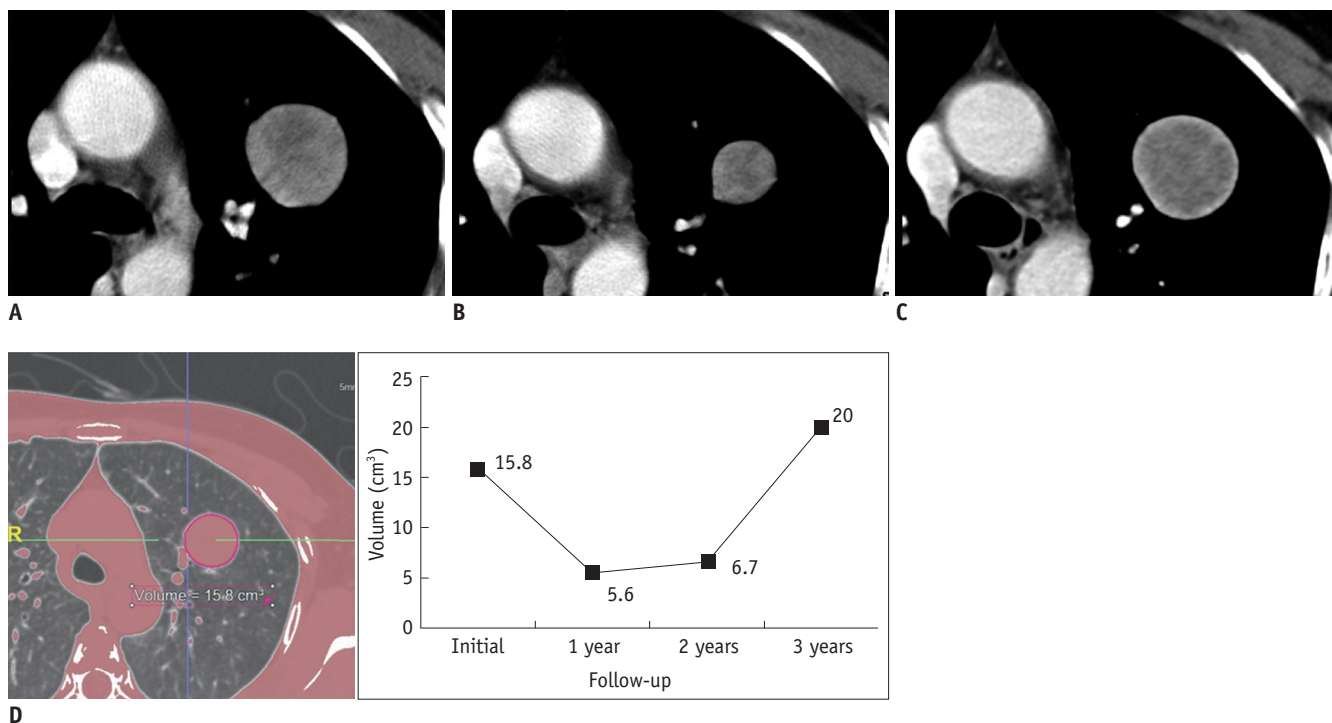 A
B
C
5mm
R
Volume = 15.8 cm³
D
Volume (cm³)
25
20
15
10
5
0
15.8
5.6
6.7
20
Initial
1 year
2 years
3 years
Follow-up